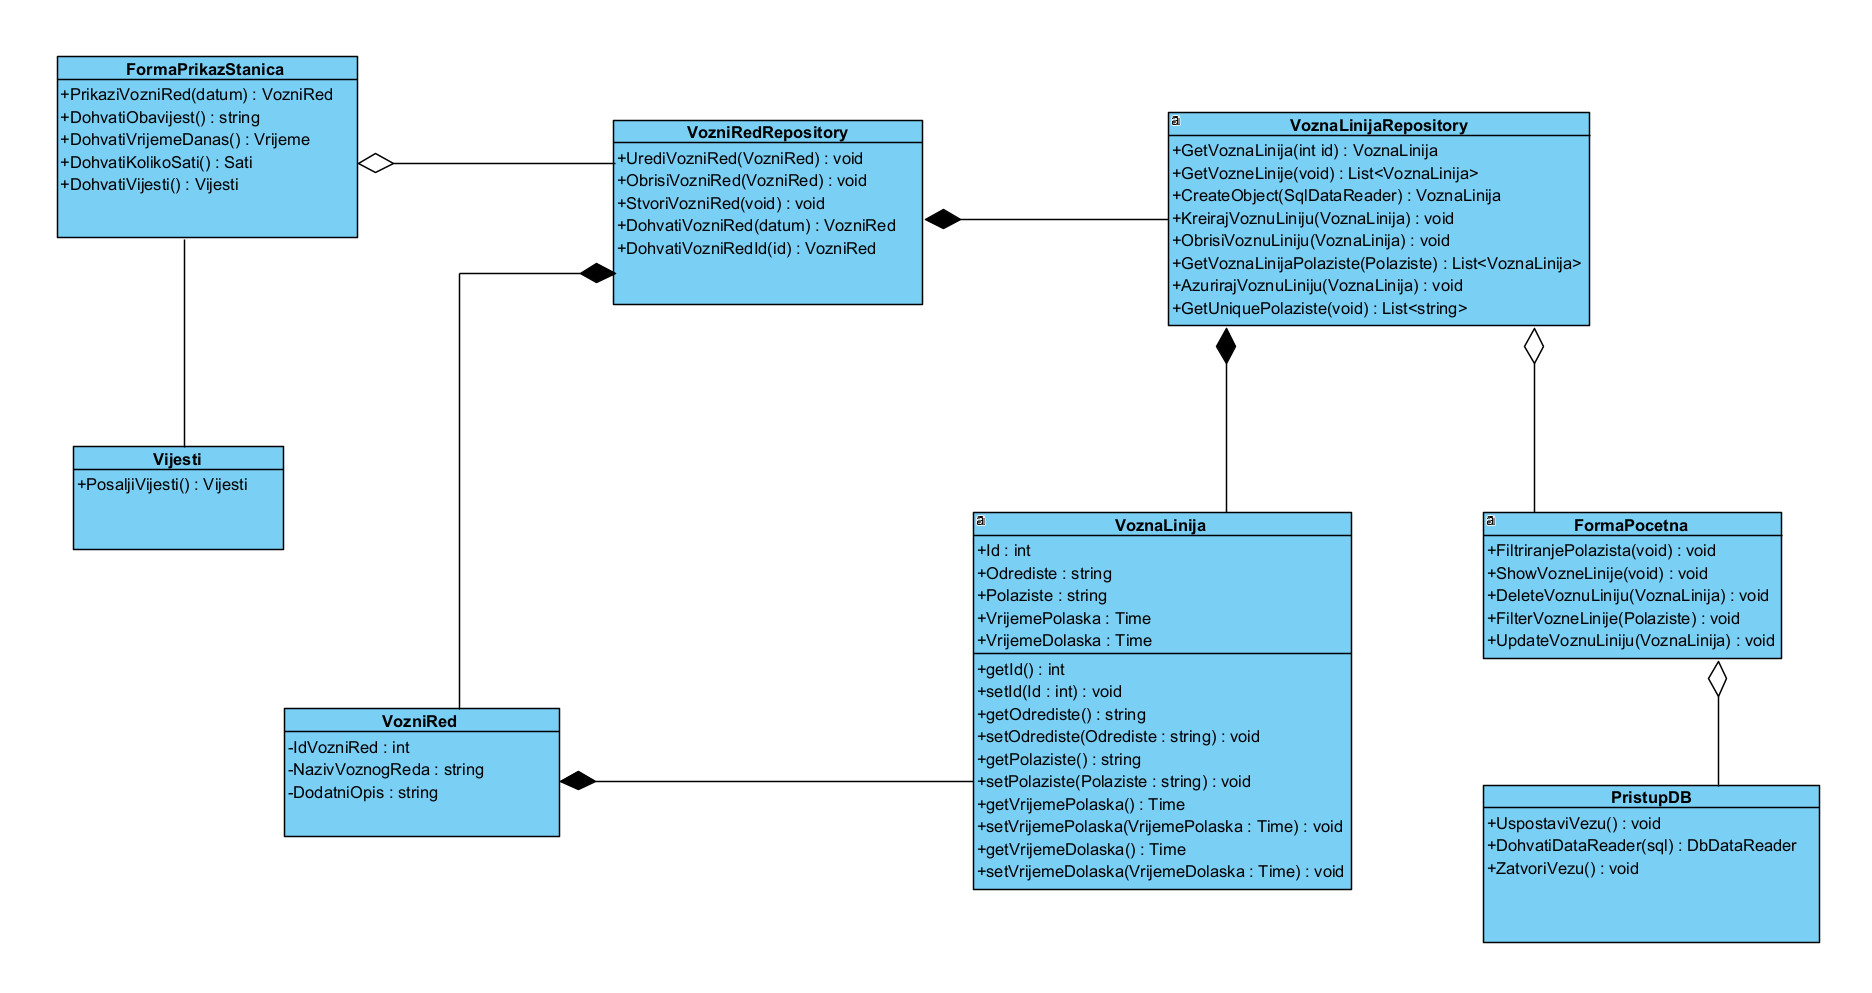 FormaPrikazStanica
+PrikaziVozniRed(datum) : VozniRed
+DohvatiObavijest() : string
+DohvatiVrijemeDanas() : Vrijeme
+DohvatiKolikoSati() : Sati
+DohvatiVijesti() : Vijesti
VozniRedRepository
+UrediVozniRed(VozniRed) : void
+ObrisiVozniRed(VozniRed) : void
+StvoriVozniRed(void) : void
+DohvatiVozniRed(datum) : VozniRed
+DohvatiVozniRedId(id) : VozniRed
a
VoznaLinijaRepository
+GetVoznaLinija(int id) : VoznaLinija
+GetVozneLinije(void) : List<VoznaLinija>
+CreateObject(SqlDataReader) : VoznaLinija
+KreirajVoznuLiniju(VoznaLinija) : void
+ObrisiVoznuLiniju(VoznaLinija) : void
+GetVoznaLinijaPolaziste(Polaziste) : List<VoznaLinija>
+AzurirajVoznuLiniju(VoznaLinija) : void
+GetUniquePolaziste(void) : List<string>
Vijesti
+PosaljiVijesti() : Vijesti
a
VoznaLinija
+Id : int
+Odrediste : string
+Polaziste : string
+VrijemePolaska : Time
+VrijemeDolaska : Time
+getId() : int
+setId(Id : int) : void
+getOdrediste() : string
+setOdrediste(Odrediste : string) : void
+getPolaziste() : string
+setPolaziste(Polaziste : string) : void
+getVrijemePolaska() : Time
+setVrijemePolaska(VrijemePolaska : Time) : void
+getVrijemeDolaska() : Time
+setVrijemeDolaska(VrijemeDolaska : Time) : void
a
FormaPocetna
+FiltriranjePolazista(void) : void
+ShowVozneLinije(void) : void
+DeleteVoznuLiniju(VoznaLinija) : void
+FilterVozneLinije(Polaziste) : void
+UpdateVoznuLiniju(VoznaLinija) : void
VozniRed
-IdVozniRed : int
-NazivVoznogReda : string
-DodatniOpis : string
PristupDB
+UspostaviVezu() : void
+DohvatiDataReader(sql) : DbDataReader
+ZatvoriVezu() : void